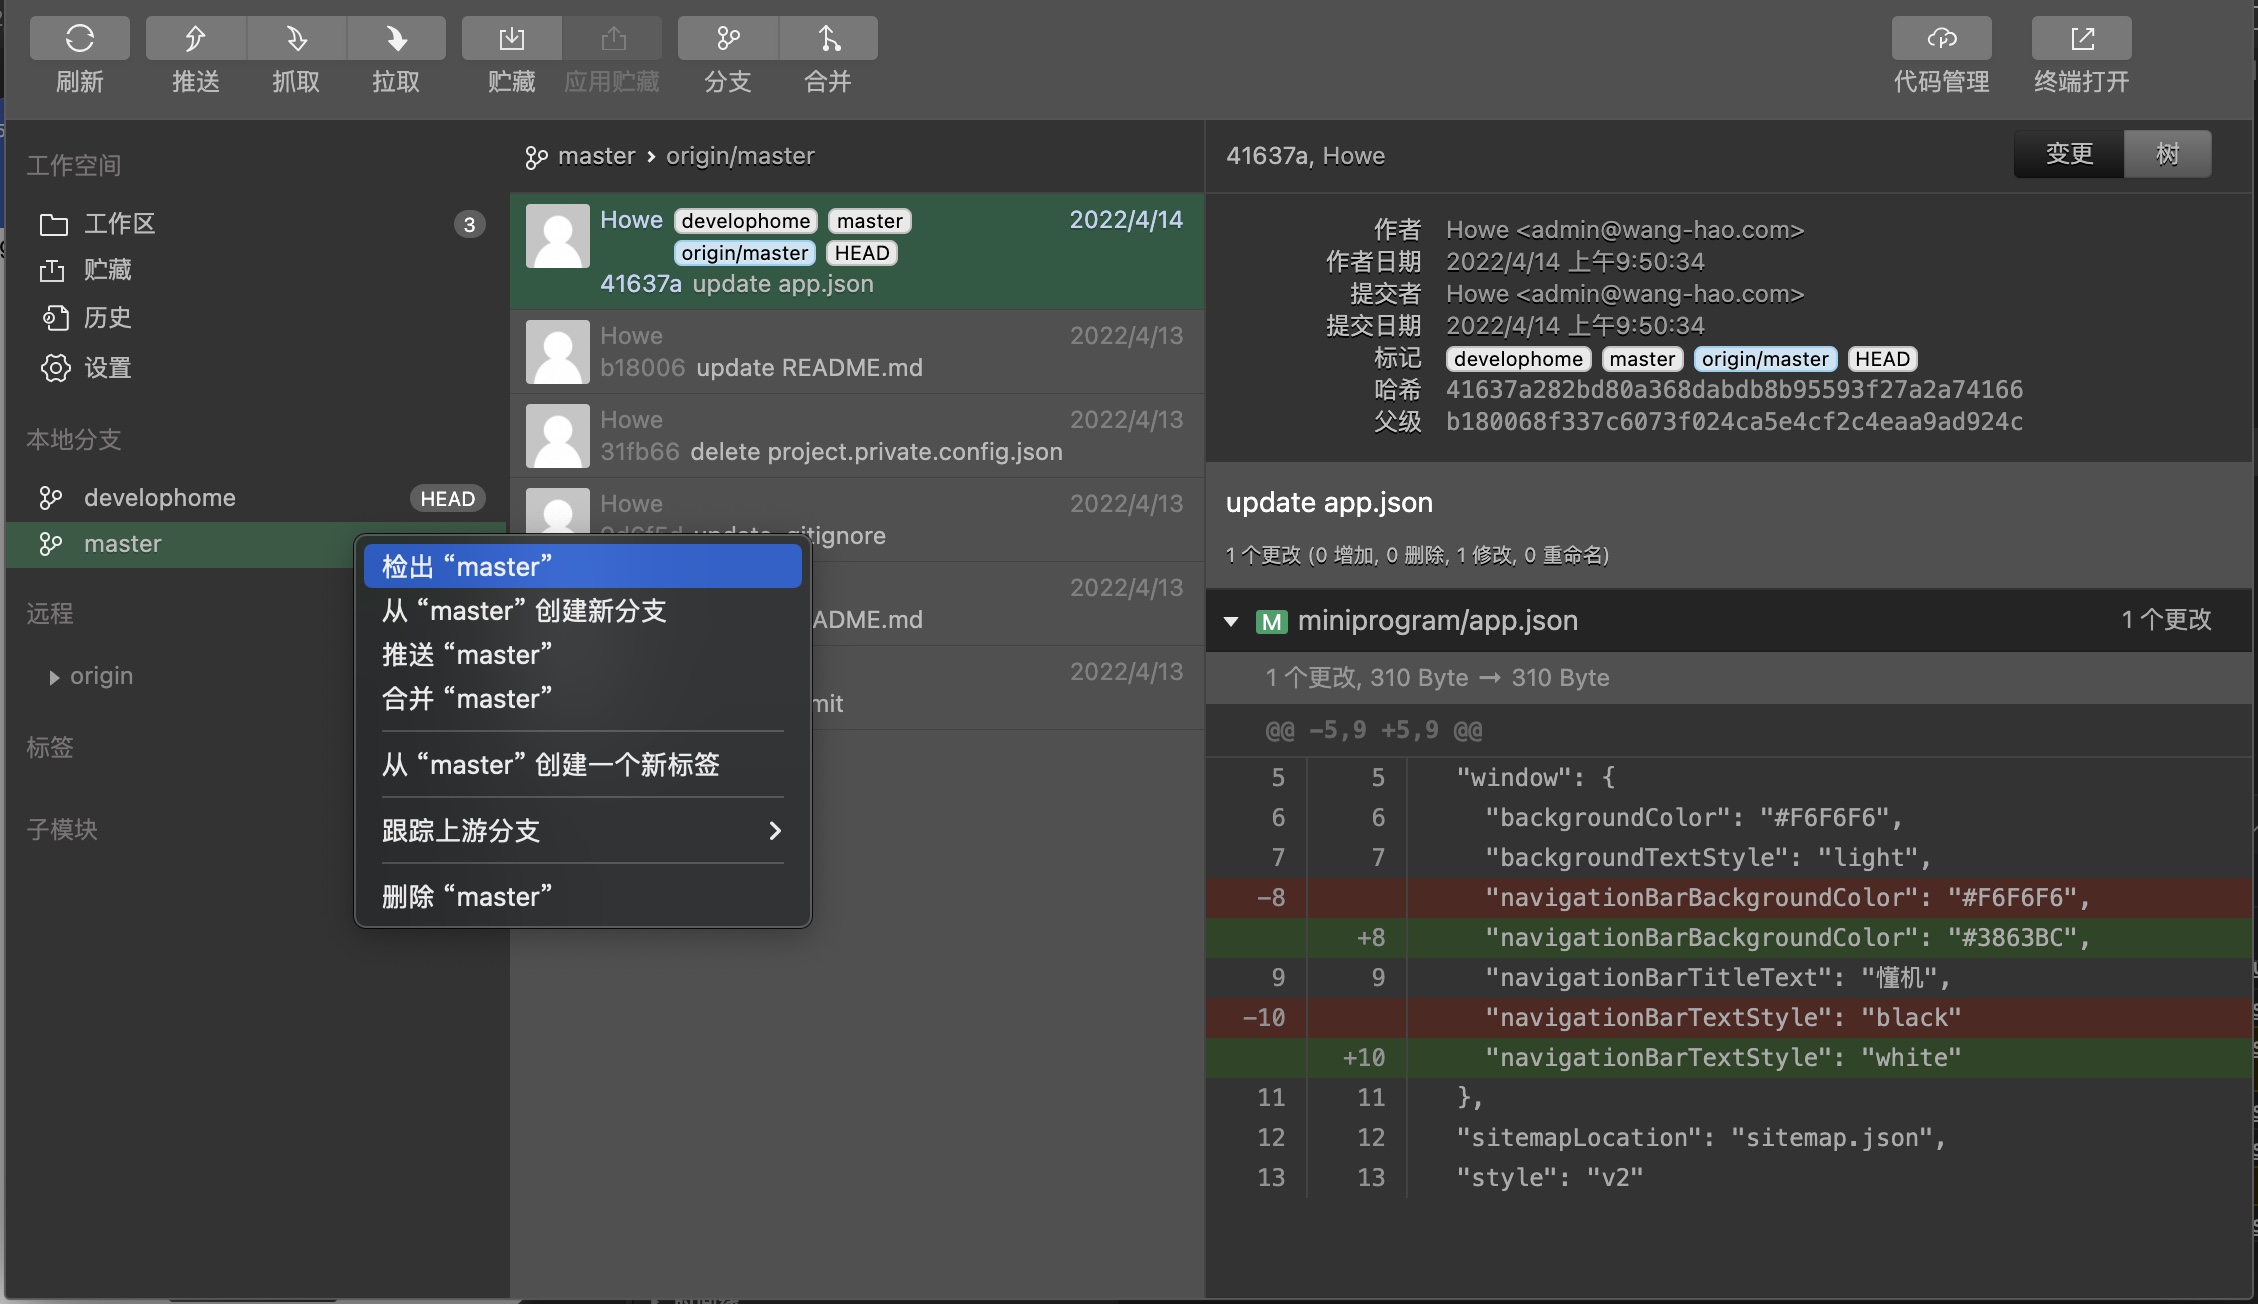 刷新
推送
抓取
拉取
贮藏
应用贮藏
分支
合并
代码管理
终端打开
工作空间
工作区 3
贮藏
历史
设置
本地分支
develophome HEAD
master
远程
origin
标签
子模块
master › origin/master
Howe develophome master 2022/4/14
origin/master HEAD
41637a update app.json
Howe 2022/4/13
b18006 update README.md
Howe 2022/4/13
31fb66 delete project.private.config.json
Howe 2022/4/13
update .gitignore
2022/4/13
ADME.md
2022/4/13
mit
检出 “master”
从 “master” 创建新分支
推送 “master”
合并 “master”
从 “master” 创建一个新标签
跟踪上游分支
删除 “master”
41637a, Howe
变更 树
作者 Howe <admin@wang-hao.com>
作者日期 2022/4/14 上午9:50:34
提交者 Howe <admin@wang-hao.com>
提交日期 2022/4/14 上午9:50:34
标记 develophome master origin/master HEAD
哈希 41637a282bd80a368dabdb8b95593f27a2a74166
父级 b180068f337c6073f024ca5e4cf2c4eaa9ad924c
update app.json
1 个更改 (0 增加, 0 删除, 1 修改, 0 重命名)
M miniprogram/app.json 1 个更改
1 个更改, 310 Byte → 310 Byte
@@ -5,9 +5,9 @@
5 5 "window": {
6 6 "backgroundColor": "#F6F6F6",
7 7 "backgroundTextStyle": "light",
-8 "navigationBarBackgroundColor": "#F6F6F6",
+8 "navigationBarBackgroundColor": "#3863BC",
9 9 "navigationBarTitleText": "懂机",
-10 "navigationBarTextStyle": "black"
+10 "navigationBarTextStyle": "white"
11 11 },
12 12 "sitemapLocation": "sitemap.json",
13 13 "style": "v2"